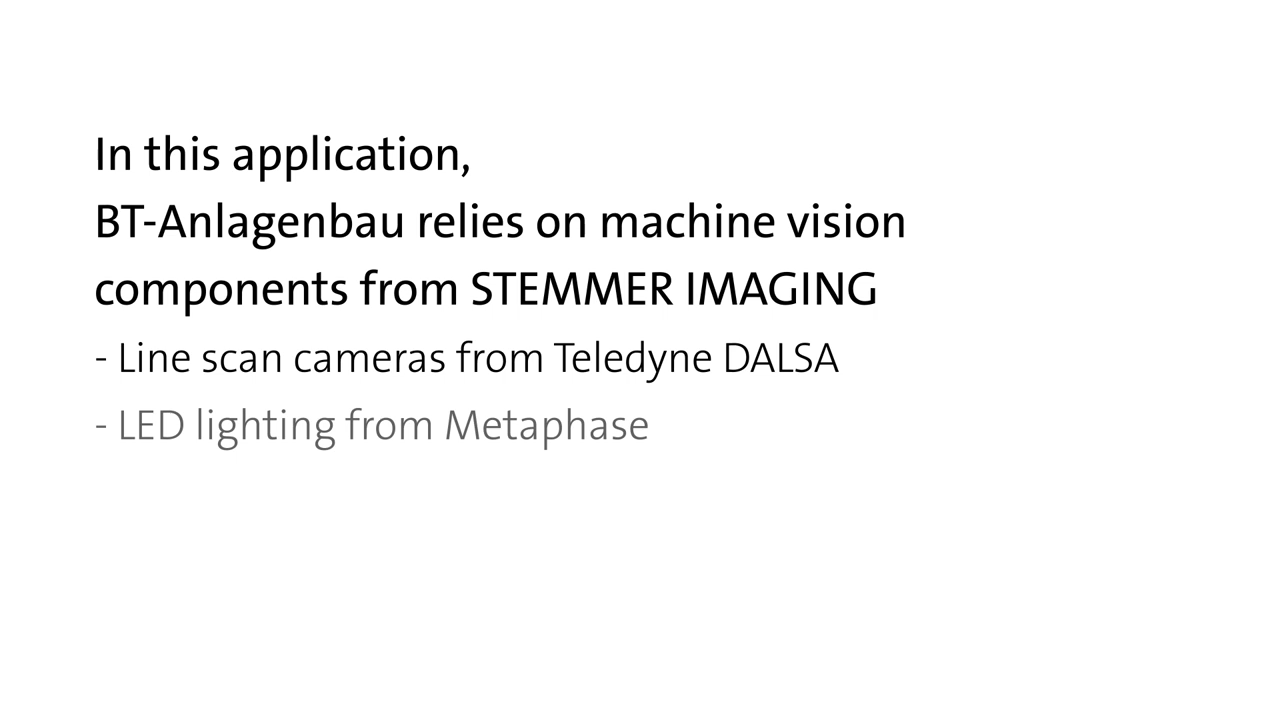 In this application,
BT-Anlagenbau relies on machine vision
components from STEMMER IMAGING
- Line scan cameras from Teledyne DALSA
- LED lighting from Metaphase